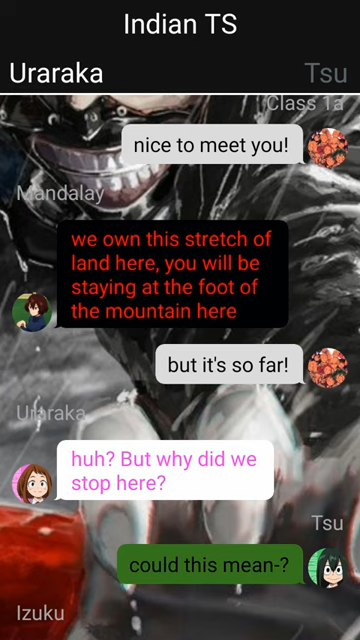 Indian TS
Uraraka Tsu
Class 1a
nice to meet you!
Mandalay
we own this stretch of
land here, you will be
staying at the foot of
the mountain here
but it's so far!
Uraraka
huh? But why did we
stop here?
Tsu
could this mean-?
Izuku